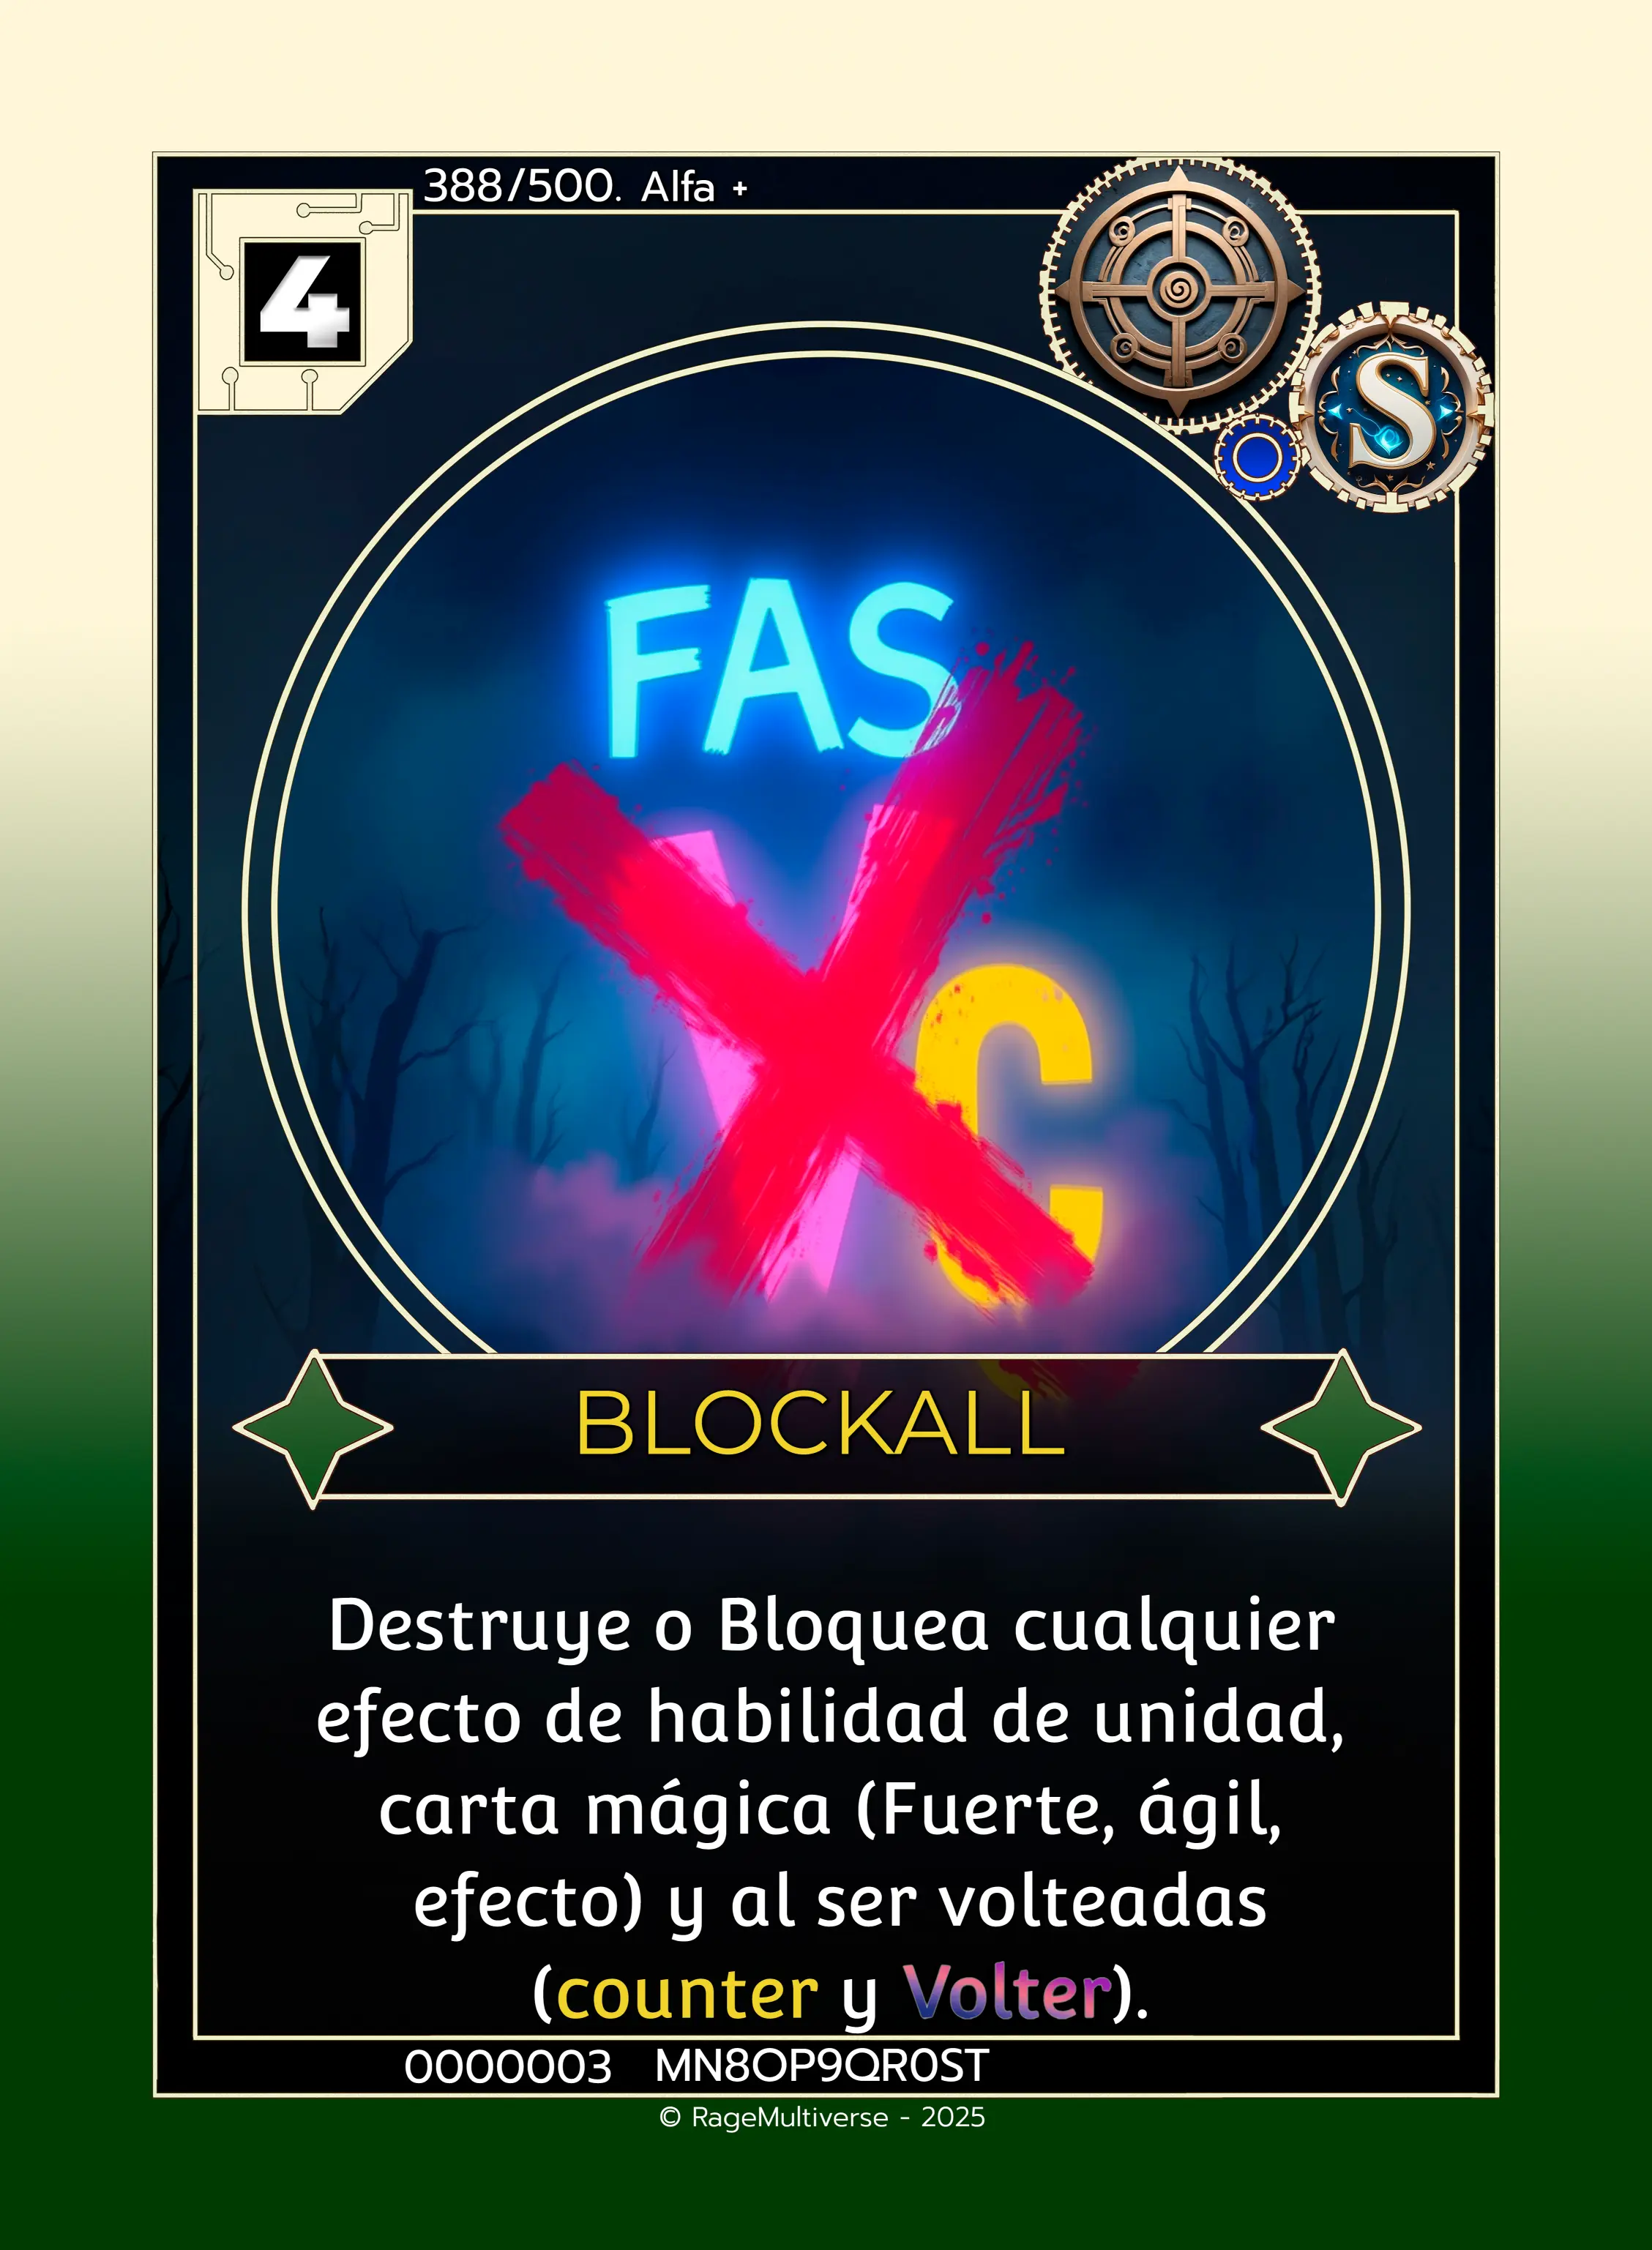 388/500. Alfa +
4
S
FAS
V
C
BLOCKALL
Destruye o Bloquea cualquier
efecto de habilidad de unidad,
carta mágica (Fuerte, ágil,
efecto) y al ser volteadas
(counter y Volter).
0000003 MN8OP9QR0ST
© RageMultiverse - 2025